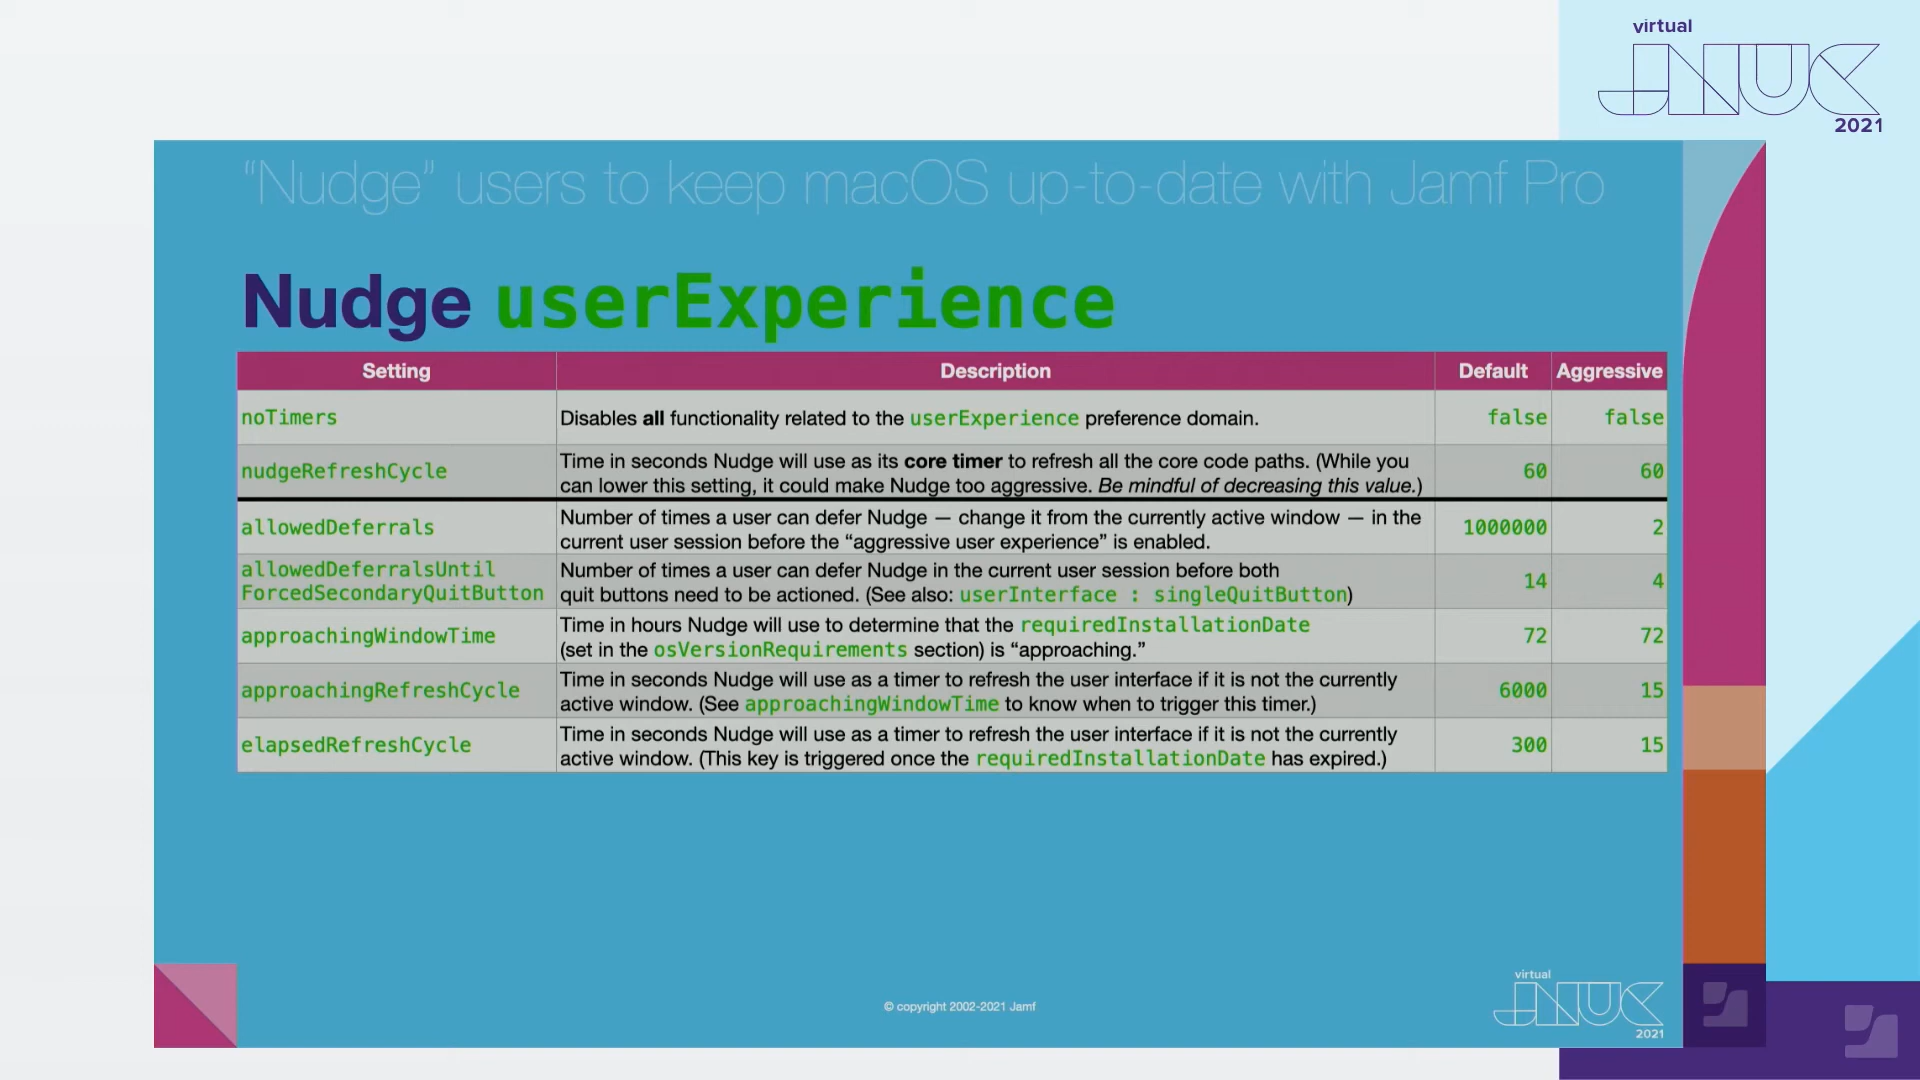 virtual
JNUC
2021
“Nudge” users to keep macOS up-to-date with Jamf Pro
Nudge userExperience
Setting Description Default Aggressive
noTimers Disables all functionality related to the userExperience preference domain. false false
nudgeRefreshCycle Time in seconds Nudge will use as its core timer to refresh all the core code paths. (While you
can lower this setting, it could make Nudge too aggressive. Be mindful of decreasing this value.) 60 60
allowedDeferrals Number of times a user can defer Nudge — change it from the currently active window — in the
current user session before the “aggressive user experience” is enabled. 1000000 2
allowedDeferralsUntil
ForcedSecondaryQuitButton Number of times a user can defer Nudge in the current user session before both
quit buttons need to be actioned. (See also: userInterface : singleQuitButton) 14 4
approachingWindowTime Time in hours Nudge will use to determine that the requiredInstallationDate
(set in the osVersionRequirements section) is “approaching.” 72 72
approachingRefreshCycle Time in seconds Nudge will use as a timer to refresh the user interface if it is not the currently
active window. (See approachingWindowTime to know when to trigger this timer.) 6000 15
elapsedRefreshCycle Time in seconds Nudge will use as a timer to refresh the user interface if it is not the currently
active window. (This key is triggered once the requiredInstallationDate has expired.) 300 15
© copyright 2002-2021 Jamf
virtual
JNUC
2021